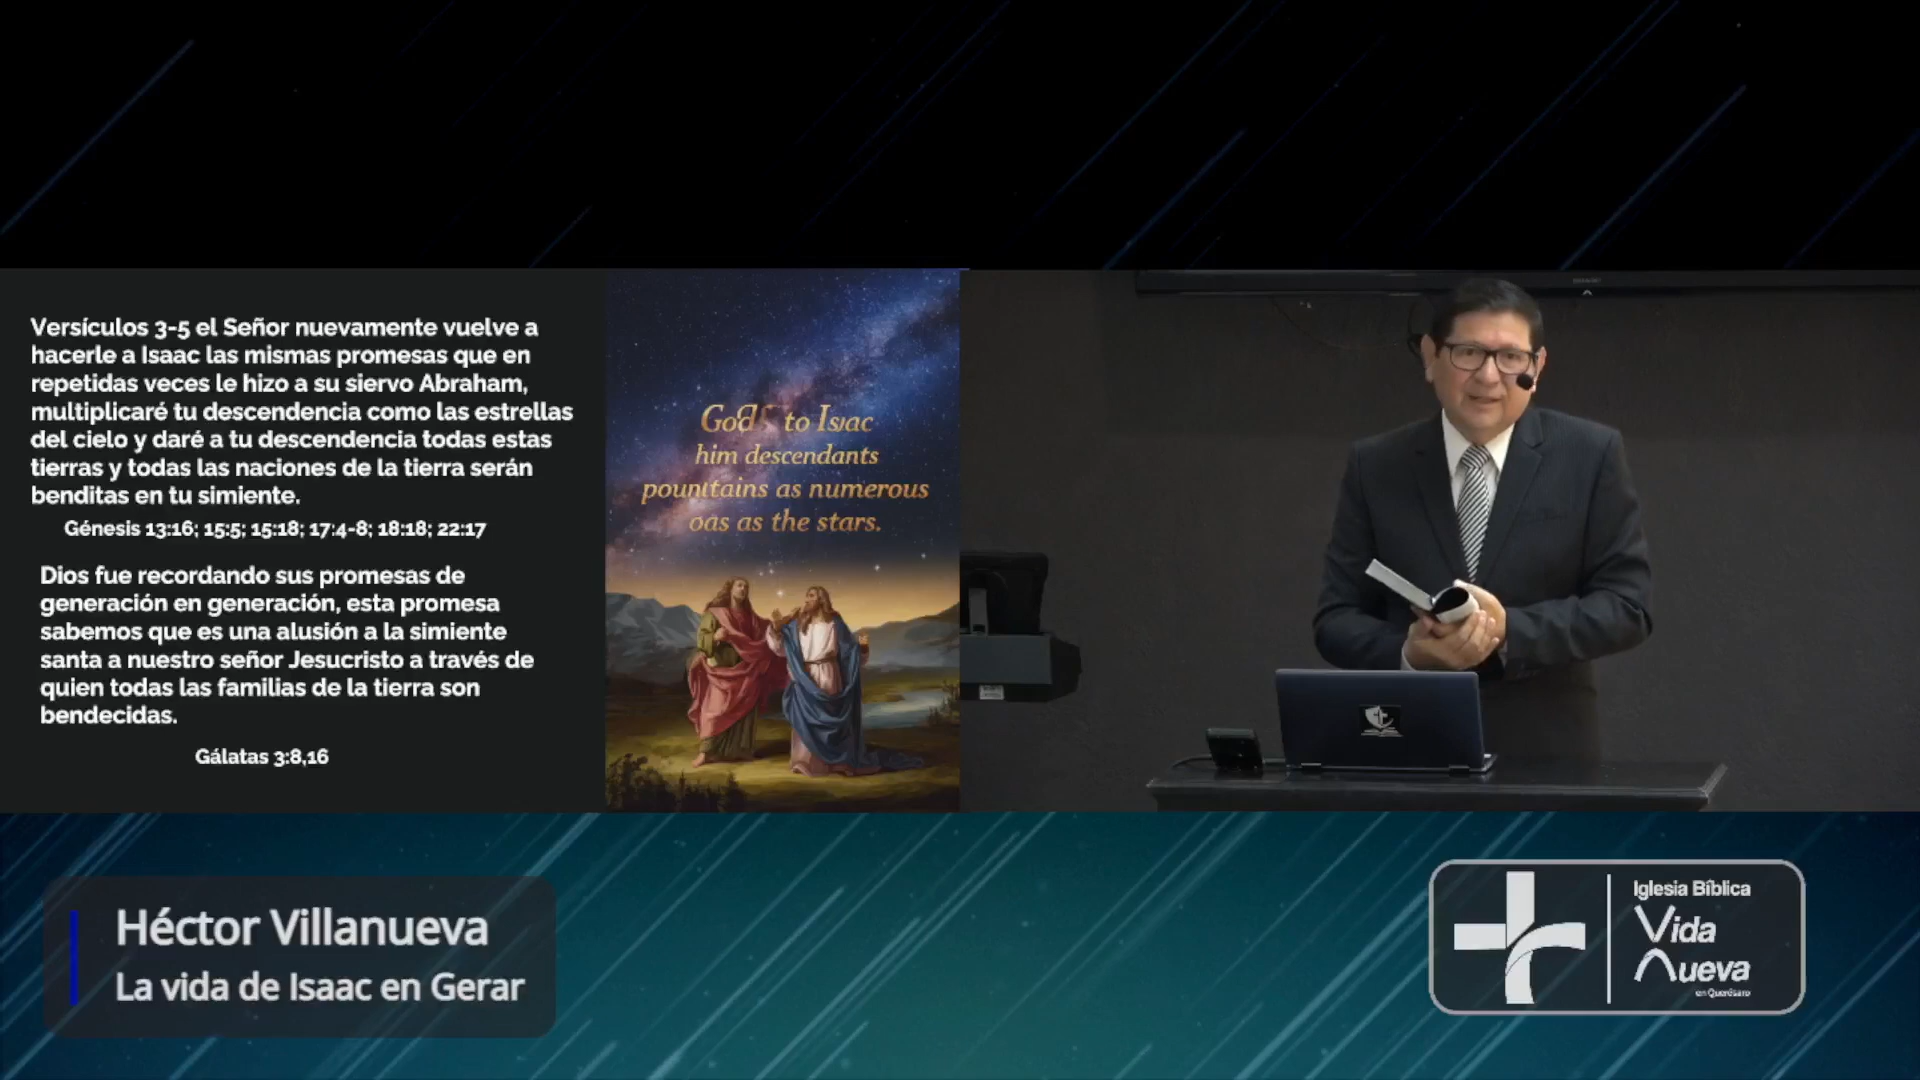 Versículos 3-5 el Señor nuevamente vuelve a
hacerle a Isaac las mismas promesas que en
repetidas veces le hizo a su siervo Abraham,
multiplicaré tu descendencia como las estrellas
del cielo y daré a tu descendencia todas estas
tierras y todas las naciones de la tierra serán
benditas en tu simiente.
Génesis 13:16; 15:5; 15:18; 17:4-8; 18:18; 22:17
Dios fue recordando sus promesas de
generación en generación, esta promesa
sabemos que es una alusión a la simiente
santa a nuestro señor Jesucristo a través de
quien todas las familias de la tierra son
bendecidas.
Gálatas 3:8,16
to Isac
him descendants
as numerous
oas as the stars.
Héctor Villanueva
La vida de Isaac en Gerar
Iglesia Bíblica
Vida
Nueva
en Querétaro